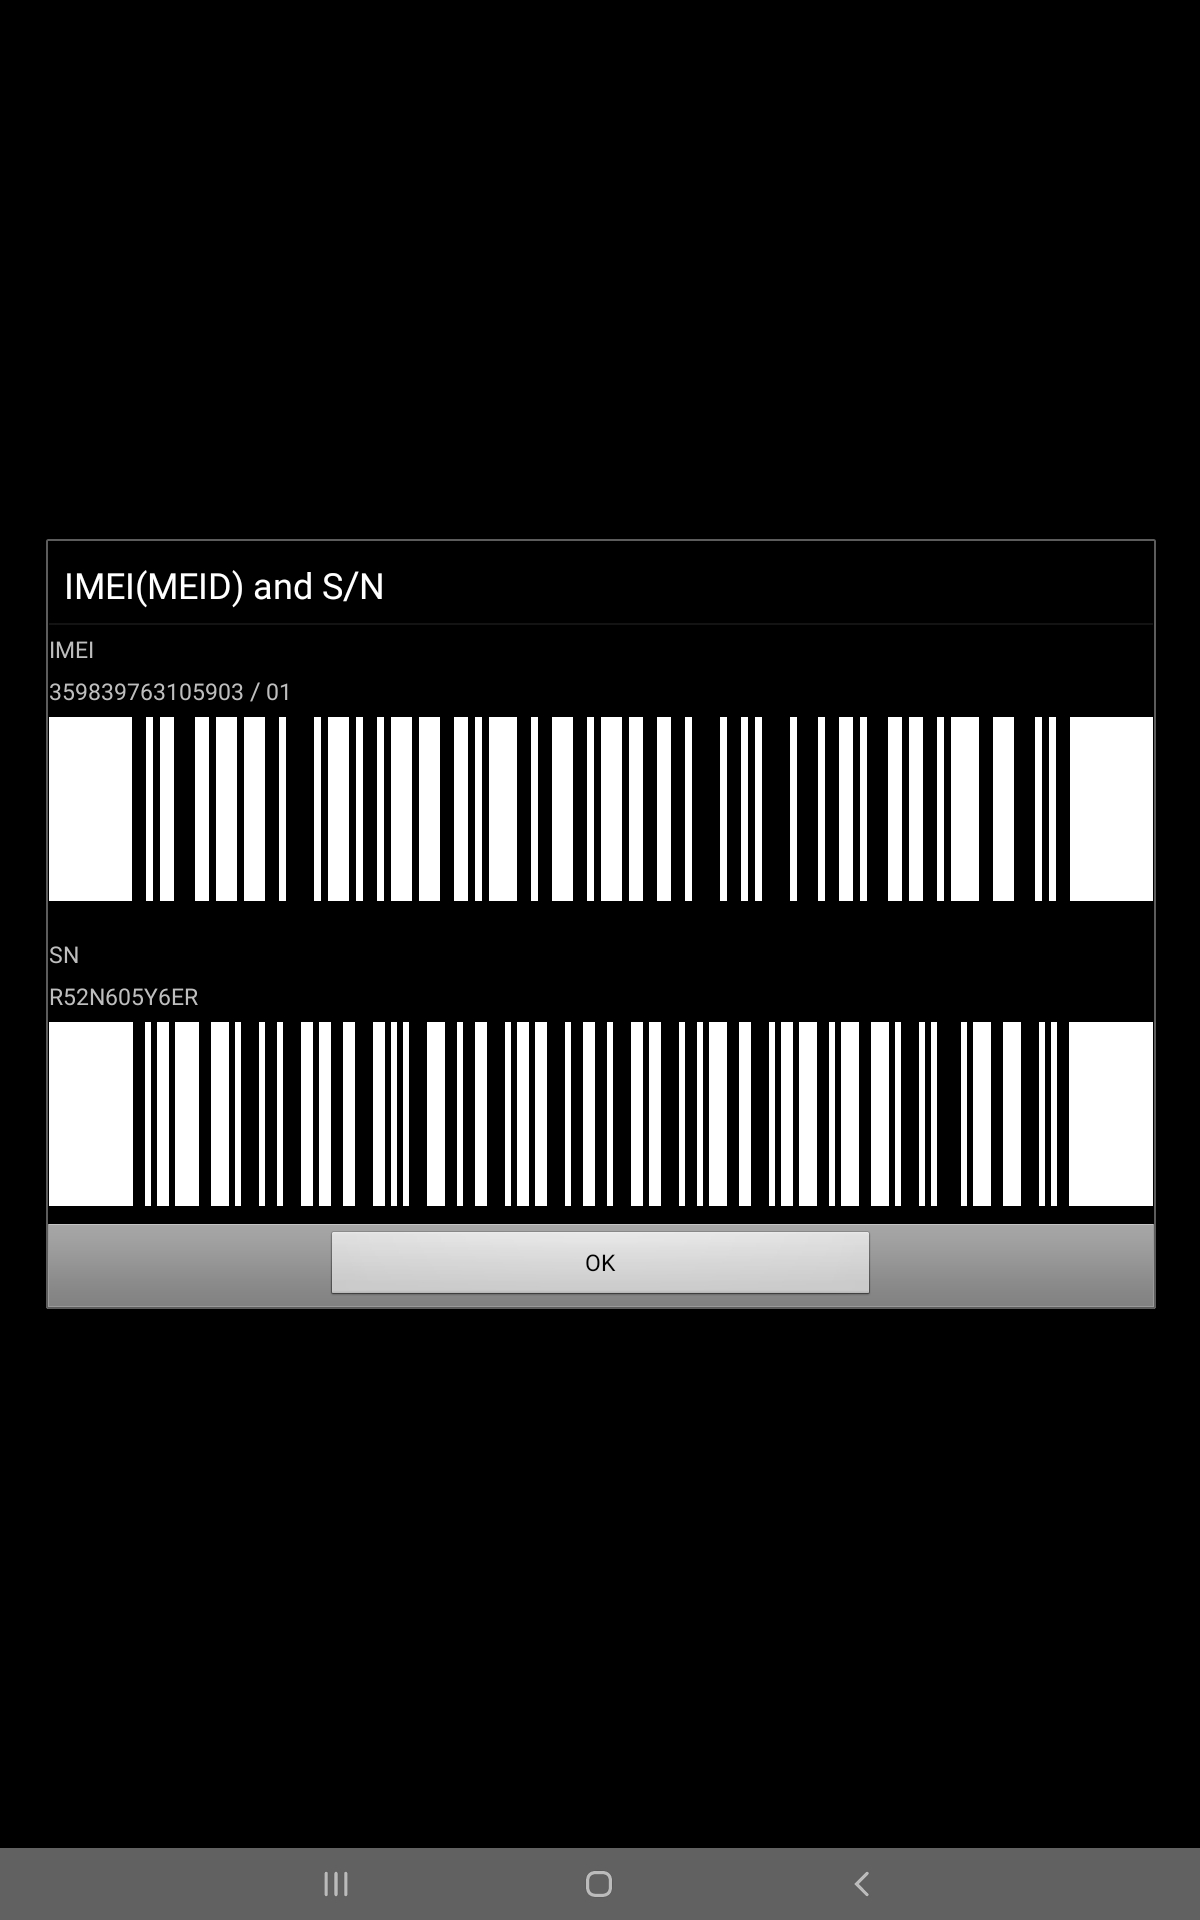 IMEI(MEID) and S/N
IMEI
359839763105903 / 01
SN
R52N605Y6ER
OK